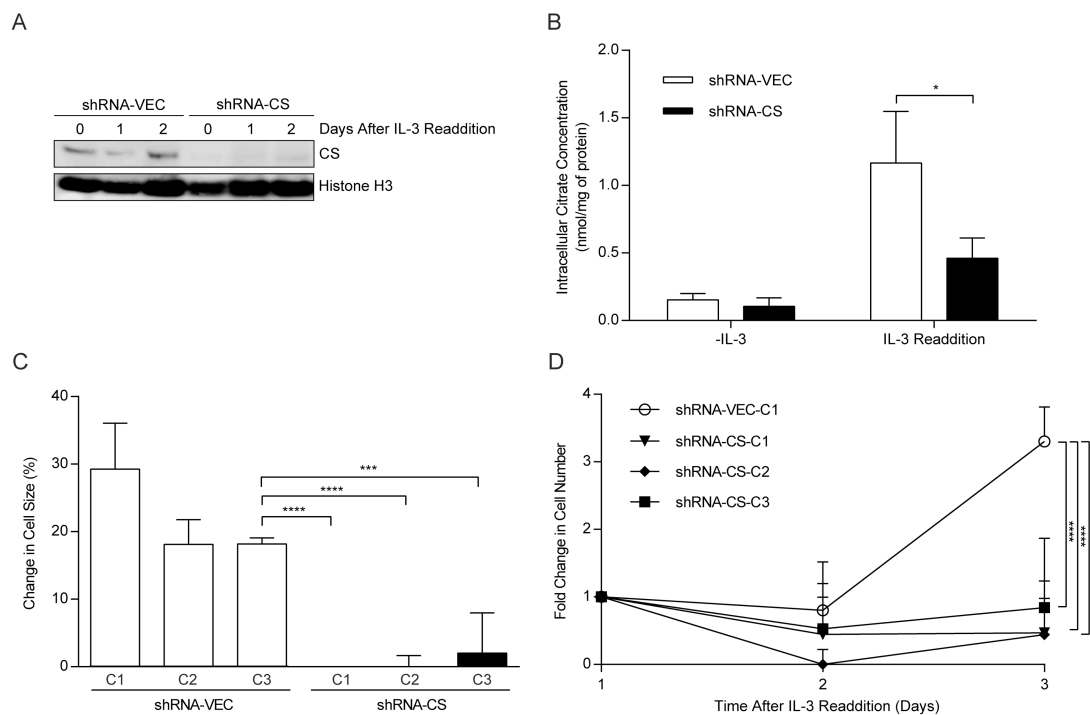 A
shRNA-VEC shRNA-CS
0 1 2 0 1 2 Days After IL-3 Readdition
CS
Histone H3
B
Intracellular Citrate Concentration
(nmol/mg of protein)
2.0
1.5
1.0
0.5
0.0
shRNA-VEC
shRNA-CS
*
-IL-3 IL-3 Readdition
C
Change in Cell Size (%)
40
30
20
10
0
***
****
****
C1 C2 C3 C1 C2 C3
shRNA-VEC shRNA-CS
D
Fold Change in Cell Number
4
2
1
0
shRNA-VEC-C1
shRNA-CS-C1
shRNA-CS-C2
shRNA-CS-C3
****
****
1 2 3
Time After IL-3 Readdition (Days)